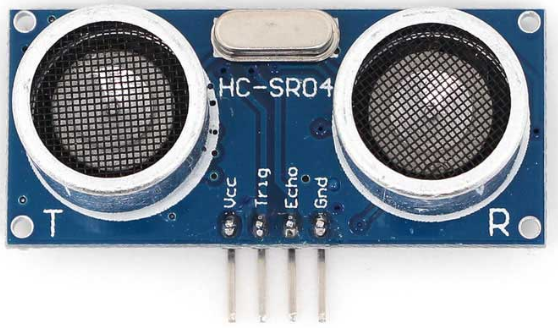 HC-SR04
Vcc
Trig
Echo
Gnd
T
R